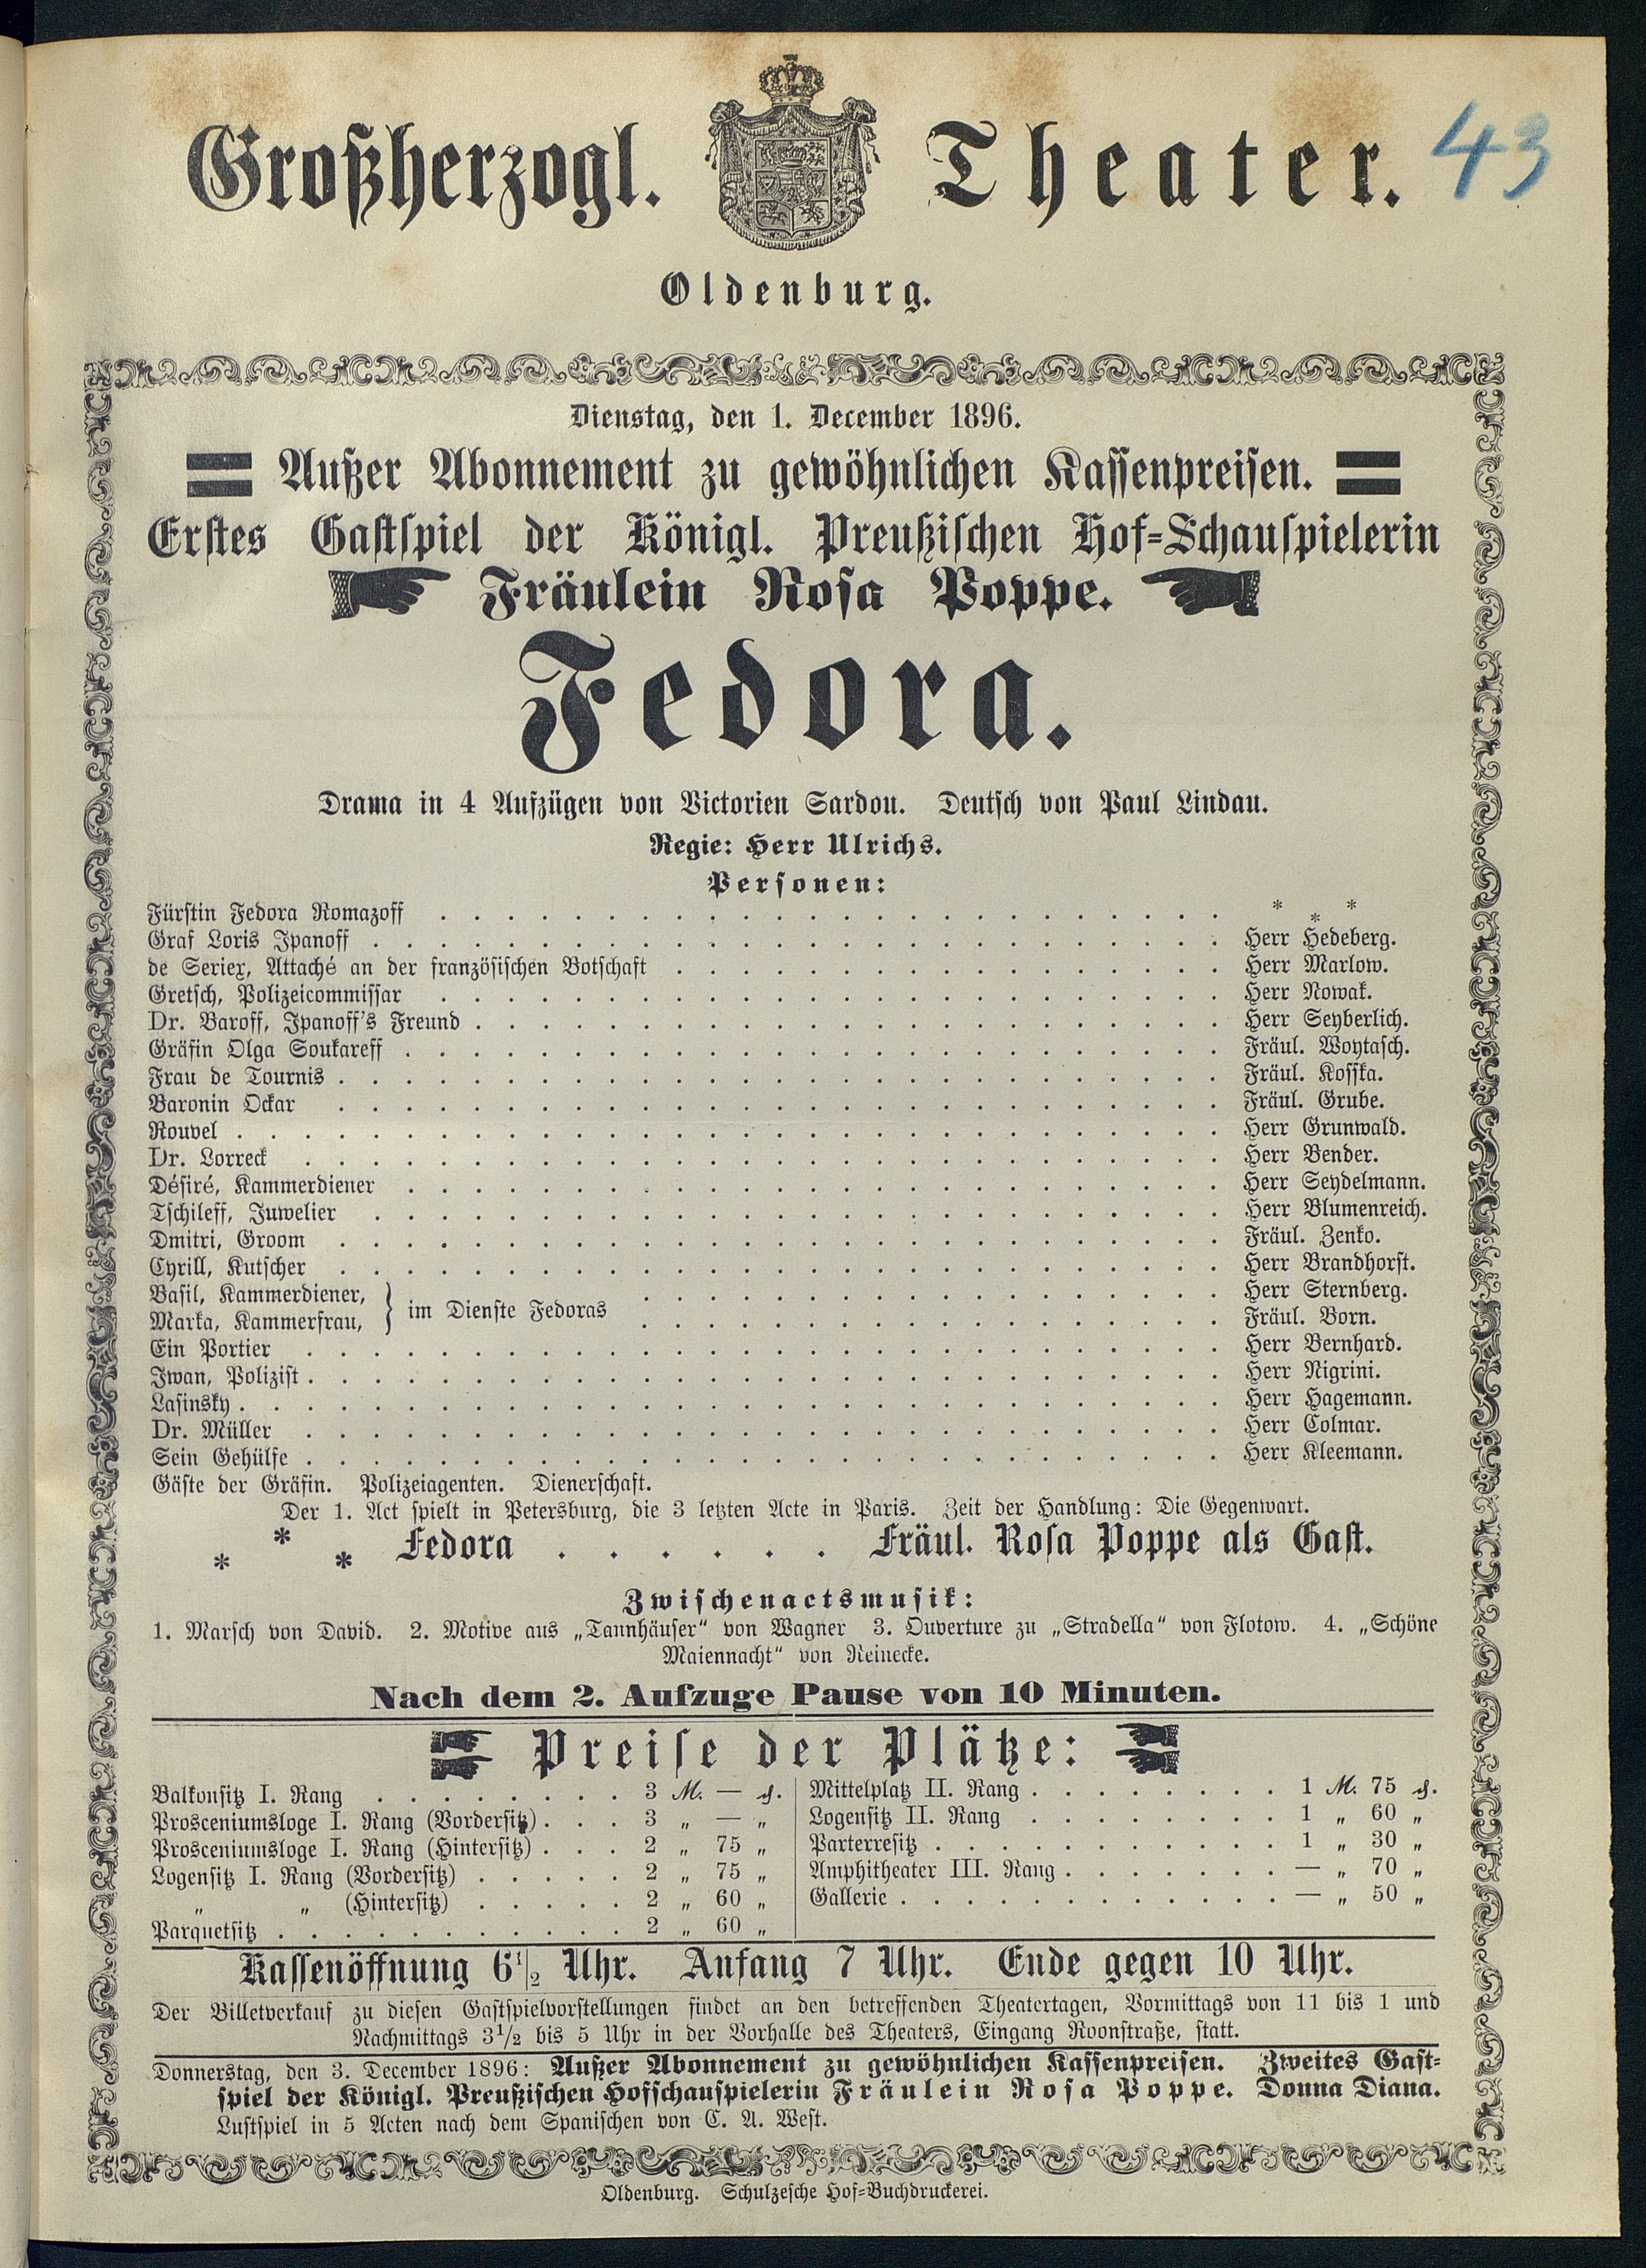 Großherzogl. Theater. 43
Oldenburg.
Dienstag, den 1. December 1896.
Außer Abonnement zu gewöhnlichen Kassenpreisen.
Erstes Gastspiel der Königl. Preußischen Hof-Schauspielerin
Fräulein Rosa Poppe.
Fedora.
Drama in 4 Aufzügen von Victorien Sardou. Deutsch von Paul Lindau.
Regie: Herr Ulrichs.
Personen:
Fürstin Fedora Romazoff . . . * * *
Graf Loris Ipanoff . . . Herr Hedeberg.
de Seriex, Attaché an der französischen Botschaft . . . Herr Marlow.
Gretsch, Polizeicommissar . . . Herr Nowak.
Dr. Baroff, Ipanoff's Freund . . . Herr Seyberlich.
Gräfin Olga Soukareff . . . Fräul. Woytasch.
Frau de Tournis . . . Fräul. Kosska.
Baronin Ockar . . . Fräul. Grube.
Rouvel . . . Herr Grunwald.
Dr. Lorreck . . . Herr Bender.
Désiré, Kammerdiener . . . Herr Seydelmann.
Tschileff, Juwelier . . . Herr Blumenreich.
Dmitri, Groom . . . Fräul. Zenko.
Cyrill, Kutscher . . . Herr Brandhorst.
Basil, Kammerdiener, } im Dienste Fedoras . . . Herr Sternberg.
Marka, Kammerfrau, . . . Fräul. Born.
Ein Portier . . . Herr Bernhard.
Iwan, Polizist . . . Herr Nigrini.
Lasinsky . . . Herr Hagemann.
Dr. Müller . . . Herr Colmar.
Sein Gehülfe . . . Herr Kleemann.
Gäste der Gräfin. Polizeiagenten. Dienerschaft.
Der 1. Act spielt in Petersburg, die 3 letzten Acte in Paris. Zeit der Handlung: Die Gegenwart.
* * * Fedora . . . . . . Fräul. Rosa Poppe als Gast.
Zwischenactsmusik:
1. Marsch von David. 2. Motive aus „Tannhäuser“ von Wagner 3. Ouverture zu „Stradella“ von Flotow. 4. „Schöne
Maiennacht“ von Reinecke.
Nach dem 2. Aufzuge Pause von 10 Minuten.
Preise der Plätze:
Balkonsitz I. Rang . . . 3 M. — ₰.
Prosceniumsloge I. Rang (Vordersitz) . . . 3 „ — „
Prosceniumsloge I. Rang (Hintersitz) . . . 2 „ 75 „
Logensitz I. Rang (Vordersitz) . . . 2 „ 75 „
„ „ (Hintersitz) . . . 2 „ 60 „
Parquetsitz . . . 2 „ 60 „
Mittelplatz II. Rang . . . 1 M. 75 ₰.
Logensitz II. Rang . . . 1 „ 60 „
Parterresitz . . . 1 „ 30 „
Amphitheater III. Rang . . . — „ 70 „
Gallerie . . . — „ 50 „
Kassenöffnung 6½ Uhr. Anfang 7 Uhr. Ende gegen 10 Uhr.
Der Billetverkauf zu diesen Gastspielvorstellungen findet an den betreffenden Theatertagen, Vormittags von 11 bis 1 und
Nachmittags 3½ bis 5 Uhr in der Vorhalle des Theaters, Eingang Roonstraße, statt.
Donnerstag, den 3. December 1896: Außer Abonnement zu gewöhnlichen Kassenpreisen. Zweites Gast-
spiel der Königl. Preußischen Hofschauspielerin Fräulein Rosa Poppe. Donna Diana.
Lustspiel in 5 Acten nach dem Spanischen von C. A. West.
Oldenburg. Schulzesche Hof-Buchdruckerei.